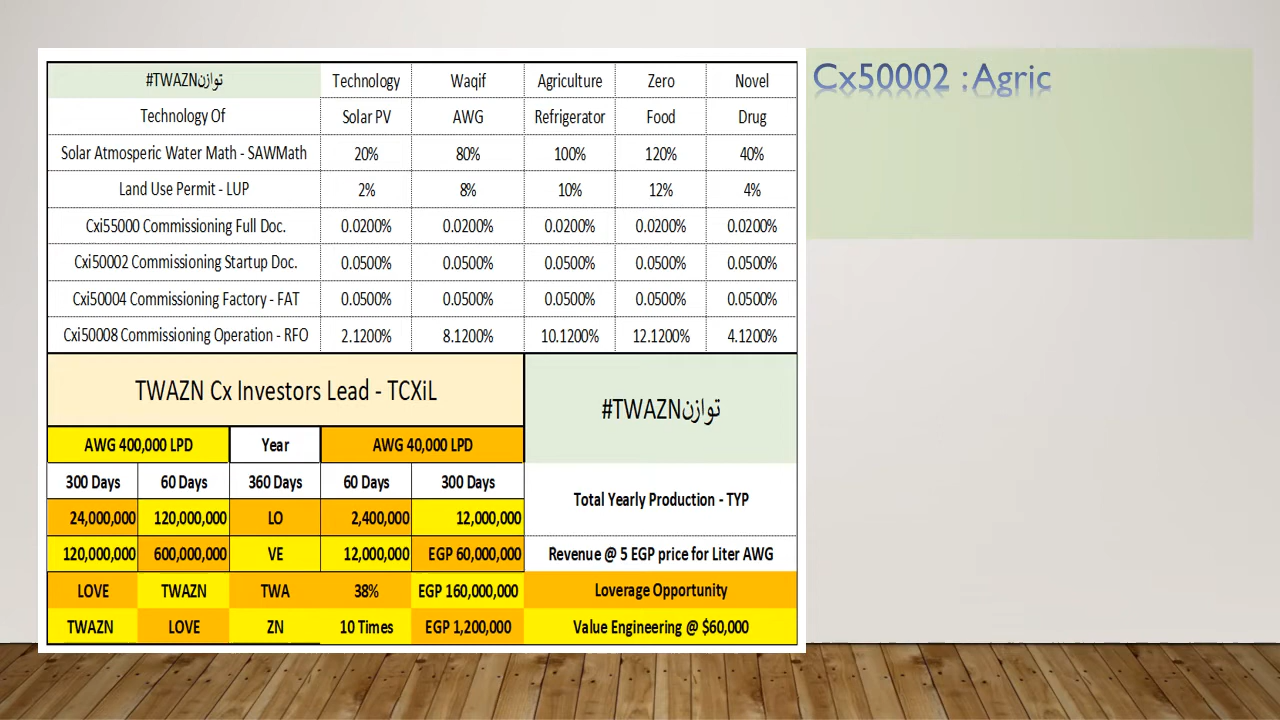 #TWAZNتوازن Technology Waqif Agriculture Zero Novel
Technology Of Solar PV AWG Refrigerator Food Drug
Solar Atmosperic Water Math - SAWMath 20% 80% 100% 120% 40%
Land Use Permit - LUP 2% 8% 10% 12% 4%
Cxi55000 Commissioning Full Doc. 0.0200% 0.0200% 0.0200% 0.0200% 0.0200%
Cxi50002 Commissioning Startup Doc. 0.0500% 0.0500% 0.0500% 0.0500% 0.0500%
Cxi50004 Commissioning Factory - FAT 0.0500% 0.0500% 0.0500% 0.0500% 0.0500%
Cxi50008 Commissioning Operation - RFO 2.1200% 8.1200% 10.1200% 12.1200% 4.1200%
TWAZN Cx Investors Lead - TCXiL
#TWAZNتوازن
AWG 400,000 LPD Year AWG 40,000 LPD
300 Days 60 Days 360 Days 60 Days 300 Days
Total Yearly Production - TYP
24,000,000 120,000,000 LO 2,400,000 12,000,000
120,000,000 600,000,000 VE 12,000,000 EGP 60,000,000 Revenue @ 5 EGP price for Liter AWG
LOVE TWAZN TWA 38% EGP 160,000,000 Loverage Opportunity
TWAZN LOVE ZN 10 Times EGP 1,200,000 Value Engineering @ $60,000
Cx50002 : Agric